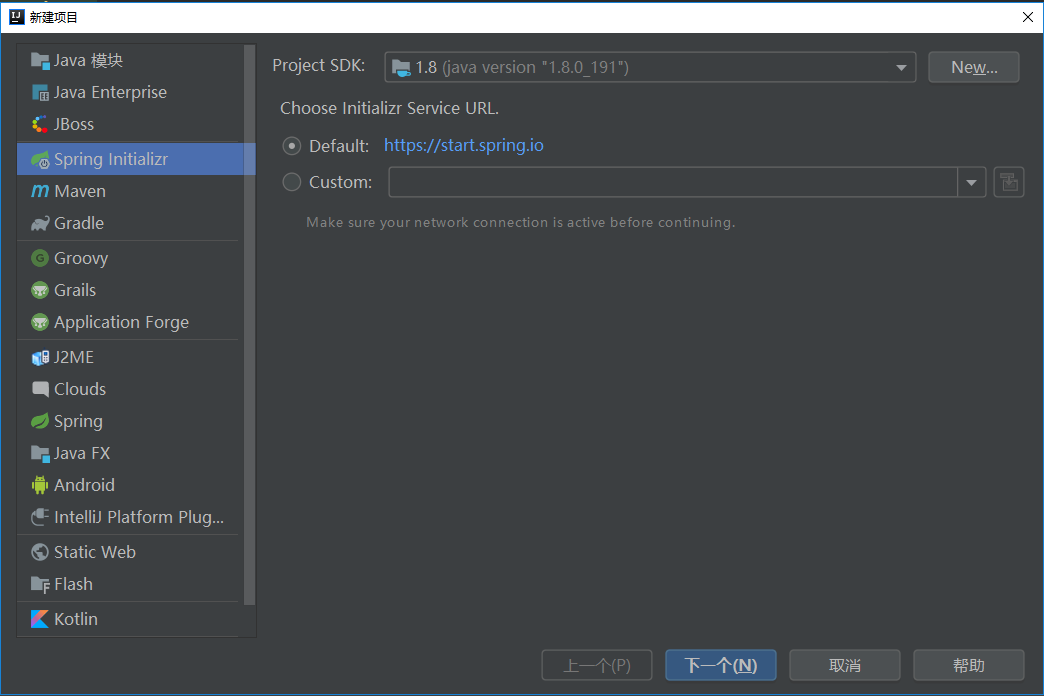 新建项目
Java 模块
Java Enterprise
JBoss
Spring Initializr
Maven
Gradle
Groovy
Grails
Application Forge
J2ME
Clouds
Spring
Java FX
Android
IntelliJ Platform Plug...
Static Web
Flash
Kotlin
Project SDK: 1.8 (java version "1.8.0_191") New...
Choose Initializr Service URL.
Default: https://start.spring.io
Custom:
Make sure your network connection is active before continuing.
上一个(P) 下一个(N) 取消 帮助